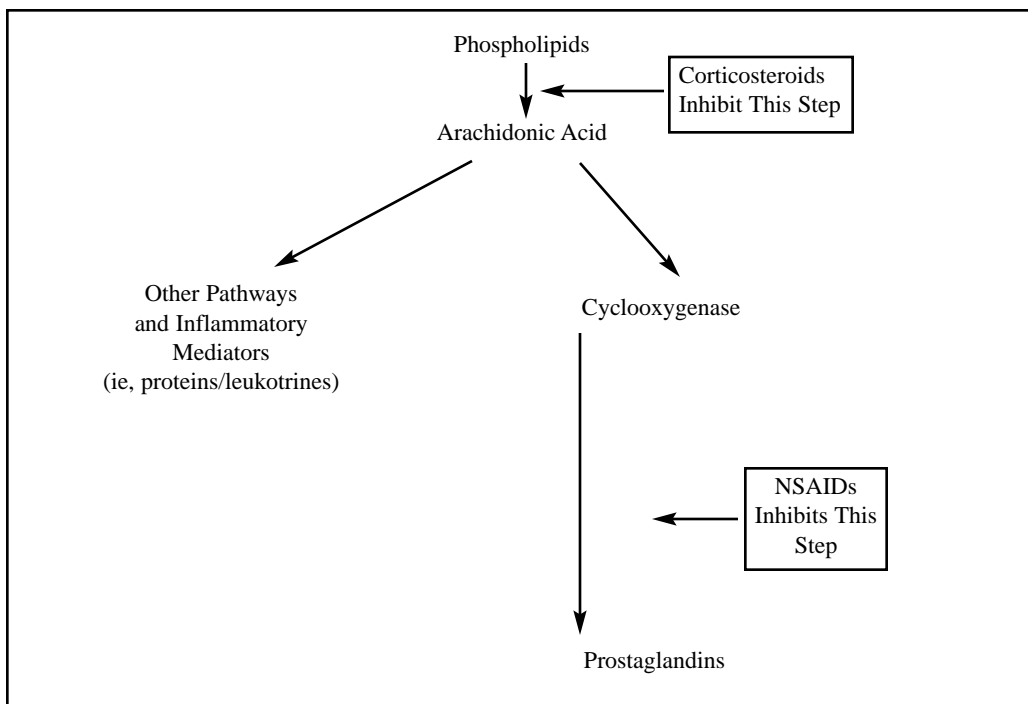 Phospholipids
Corticosteroids
Inhibit This Step
Arachidonic Acid
Other Pathways
and Inflammatory
Mediators
(ie, proteins/leukotrines)
Cyclooxygenase
NSAIDs
Inhibits This
Step
Prostaglandins